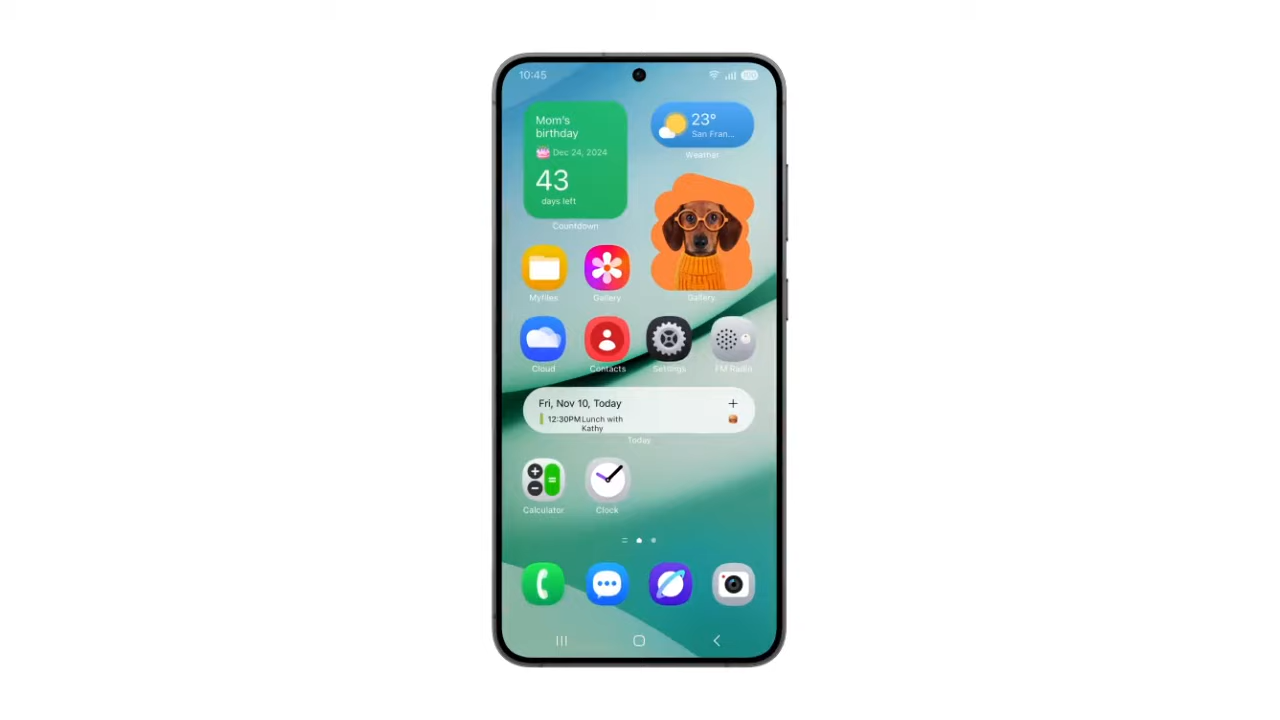 10:45
100
Mom's
birthday
Dec 24, 2024
43
days left
Countdown
23°
San Fran...
Weather
Myfiles
Gallery
Gallery
Cloud
Contacts
Settings
FM Radio
Fri, Nov 10, Today
12:30PM Lunch with
Kathy
Today
Calculator
Clock